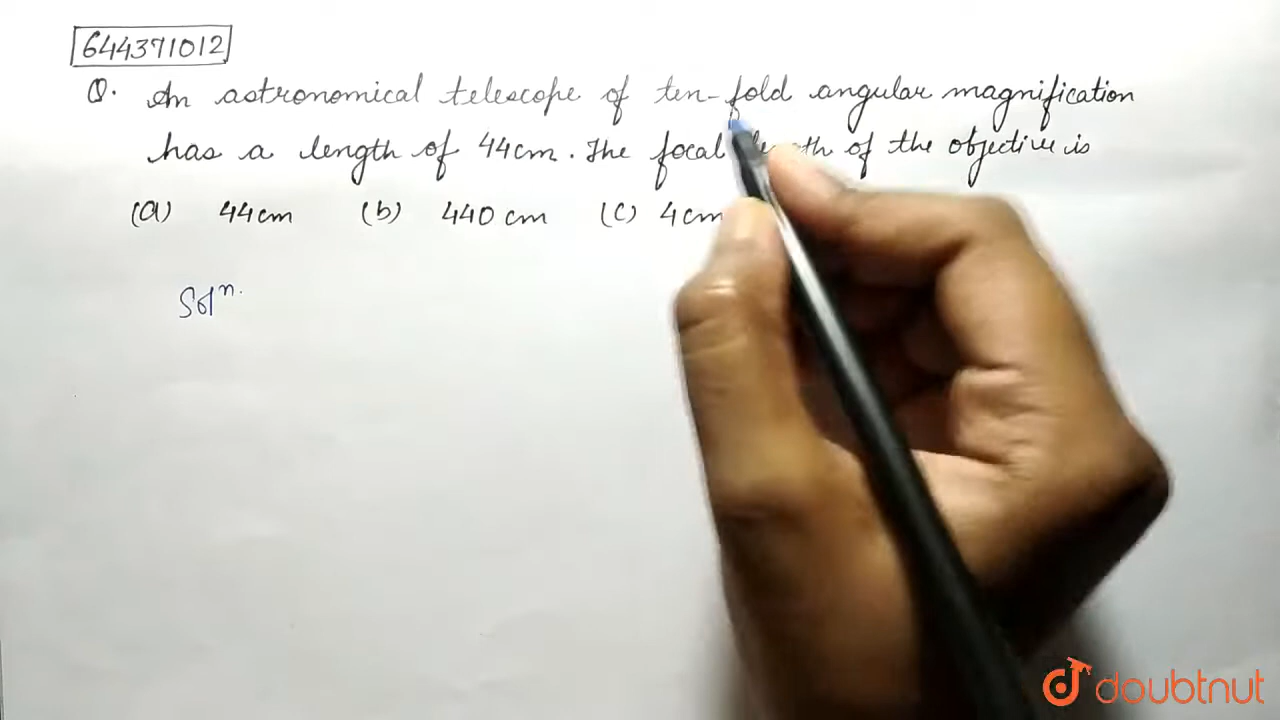 644371012
Q. An astronomical telescope of ten-fold angular magnification
has a length of 44cm. The focal length of the objective is
(a) 44cm (b) 440 cm (c) 4cm
Solⁿ.
doubtnut